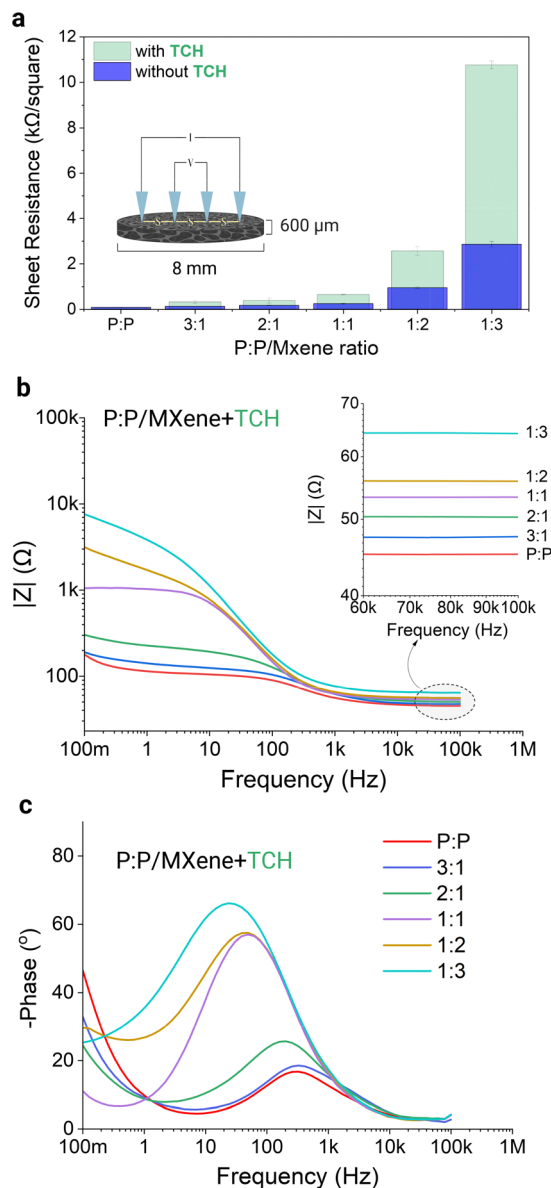 a
Sheet Resistance (kΩ/square)
12
10
8
6
4
2
0
with TCH
without TCH
I
V
S S S
600 µm
8 mm
P:P 3:1 2:1 1:1 1:2 1:3
P:P/Mxene ratio
b
P:P/MXene+TCH
|Z| (Ω)
100k
10k
1k
100
100m 1 10 100 1k 10k 100k 1M
Frequency (Hz)
|Z| (Ω)
70
60
50
40
1:3
1:2
1:1
2:1
3:1
P:P
60k 70k 80k 90k 100k
Frequency (Hz)
c
P:P/MXene+TCH
-Phase (°)
80
60
40
20
0
P:P
3:1
2:1
1:1
1:2
1:3
100m 1 10 100 1k 10k 100k 1M
Frequency (Hz)